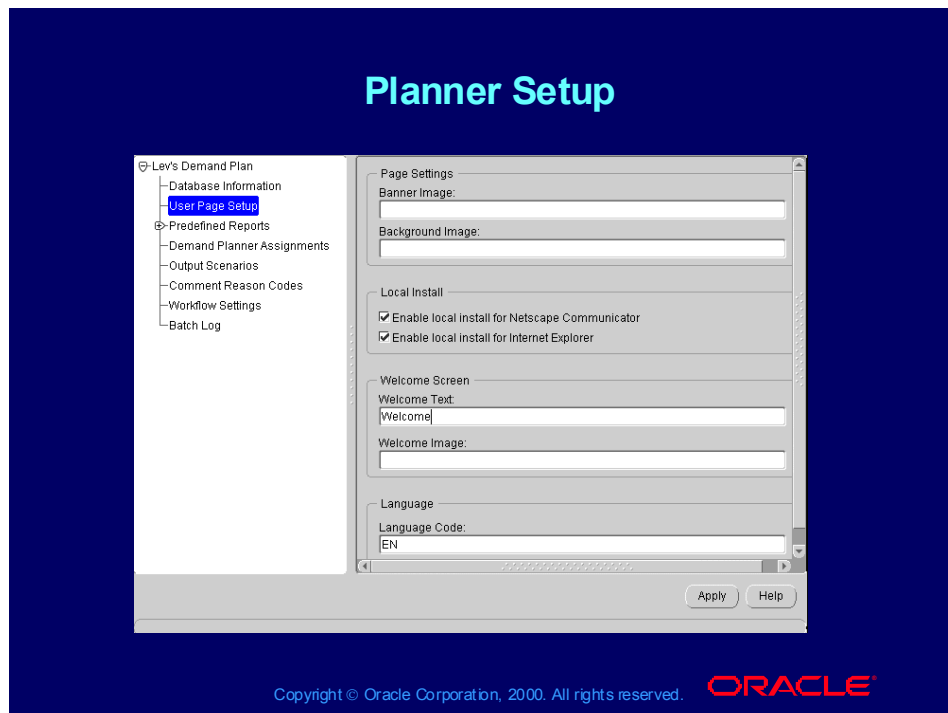 Planner Setup
Lev's Demand Plan
Database Information
User Page Setup
Predefined Reports
Demand Planner Assignments
Output Scenarios
Comment Reason Codes
Workflow Settings
Batch Log
Page Settings
Banner Image:
Background Image:
Local Install
Enable local install for Netscape Communicator
Enable local install for Internet Explorer
Welcome Screen
Welcome Text:
Welcome
Welcome Image:
Language
Language Code:
EN
Apply
Help
Copyright © Oracle Corporation, 2000. All rights reserved.
ORACLE®